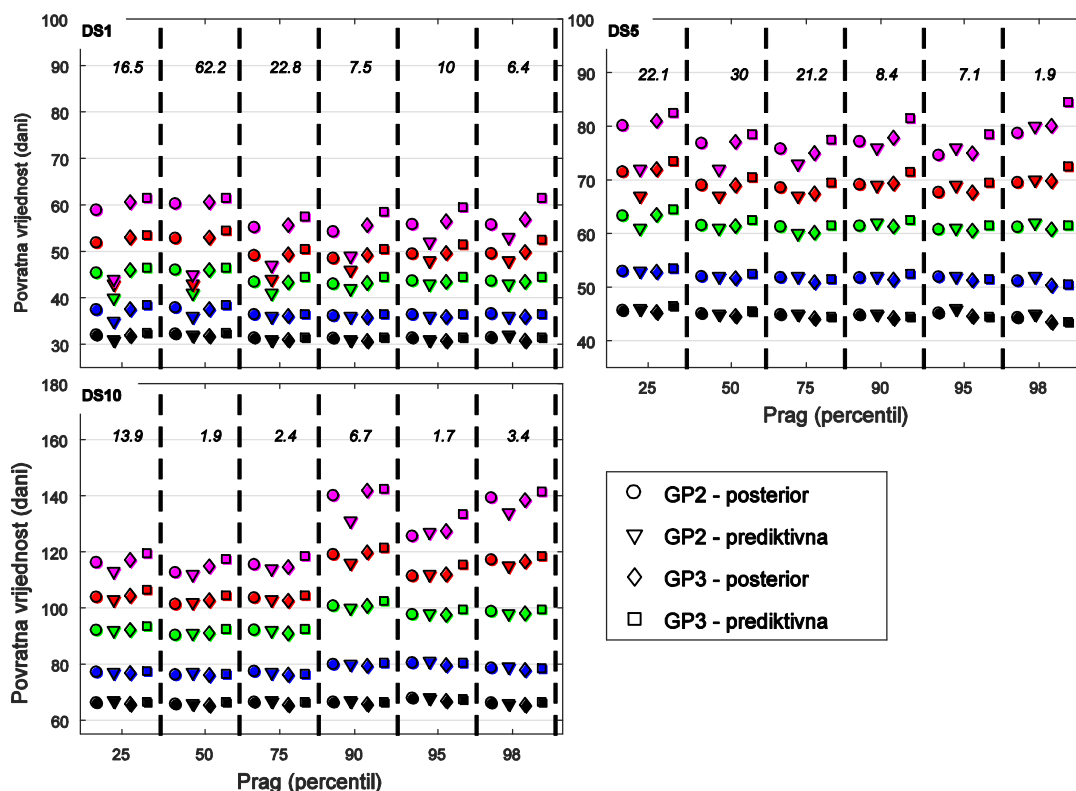 DS1
16.5 62.2 22.8 7.5 10 6.4
100
90
80
70
60
50
40
30
Povratna vrijednost (dani)
DS5
22.1 30 21.2 8.4 7.1 1.9
100
90
80
70
60
50
40
25 50 75 90 95 98
Prag (percentil)
DS10
13.9 1.9 2.4 6.7 1.7 3.4
180
160
140
120
100
80
60
Povratna vrijednost (dani)
25 50 75 90 95 98
Prag (percentil)
GP2 - posterior
GP2 - prediktivna
GP3 - posterior
GP3 - prediktivna